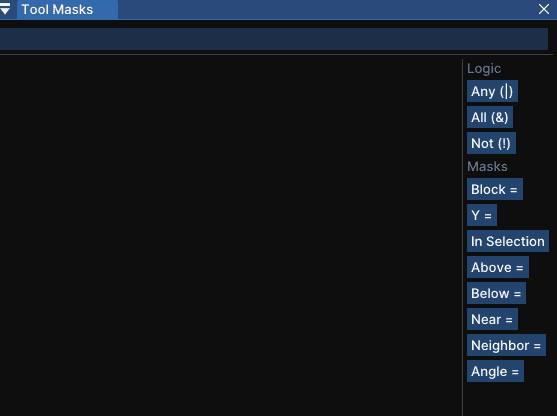 Tool Masks
Logic
Any (|)
All (&)
Not (!)
Masks
Block =
Y =
In Selection
Above =
Below =
Near =
Neighbor =
Angle =